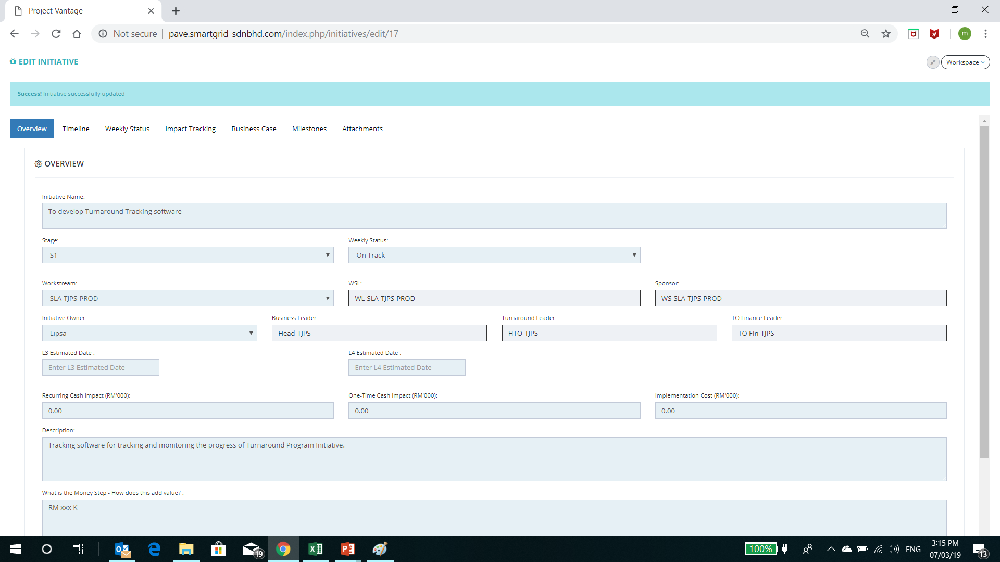 Project Vantage
Not secure | pave.smartgrid-sdnbhd.com/index.php/initiatives/edit/17
m
EDIT INITIATIVE
Workspace
Success! Initiative successfully updated
Overview Timeline Weekly Status Impact Tracking Business Case Milestones Attachments
OVERVIEW
Initiative Name:
To develop Turnaround Tracking software
Stage: Weekly Status:
S1 On Track
Workstream: WSL: Sponsor:
SLA-TJPS-PROD- WL-SLA-TJPS-PROD- WS-SLA-TJPS-PROD-
Initiative Owner: Business Leader: Turnaround Leader: TO Finance Leader:
Lipsa Head-TJPS HTO-TJPS TO FIn-TJPS
L3 Estimated Date : L4 Estimated Date :
Enter L3 Estimated Date Enter L4 Estimated Date
Recurring Cash Impact (RM'000): One-Time Cash Impact (RM'000): Implementation Cost (RM'000):
0.00 0.00 0.00
Description:
Tracking software for tracking and monitoring the progress of Turnaround Program Initiative.
What is the Money Step - How does this add value? :
RM xxx K
19
100%
ENG
3:15 PM
07/03/19
13